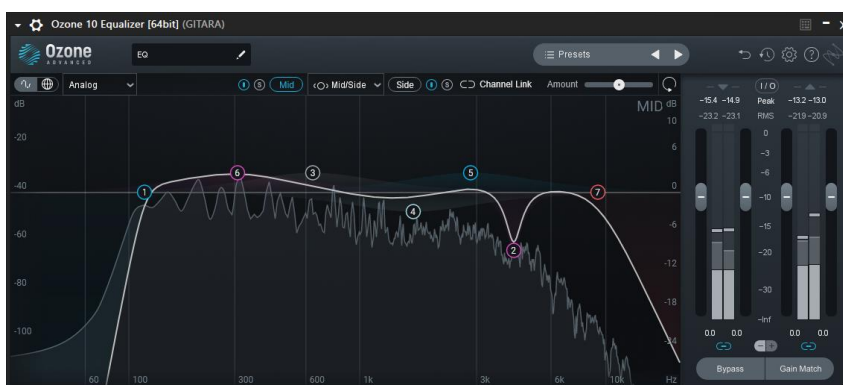 Ozone 10 Equalizer [64bit] (GITARA)
Ozone
ADVANCED
EQ
Presets
Analog
S
Mid
Mid/Side
Side
S
Channel Link
Amount
I / O
dB
MID dB
-15.4 -14.9
Peak
-13.2 -13.0
-23.2 -23.1
RMS
-21.9 -20.9
10
6
0
-6
-12
-18
-24
-20
-40
-60
-80
-100
1
6
3
5
7
4
2
0
-3
-6
-10
-15
-20
-30
-Inf
0.0 0.0
0.0 0.0
60 100 300 600 1k 3k 6k 10k Hz
Bypass
Gain Match